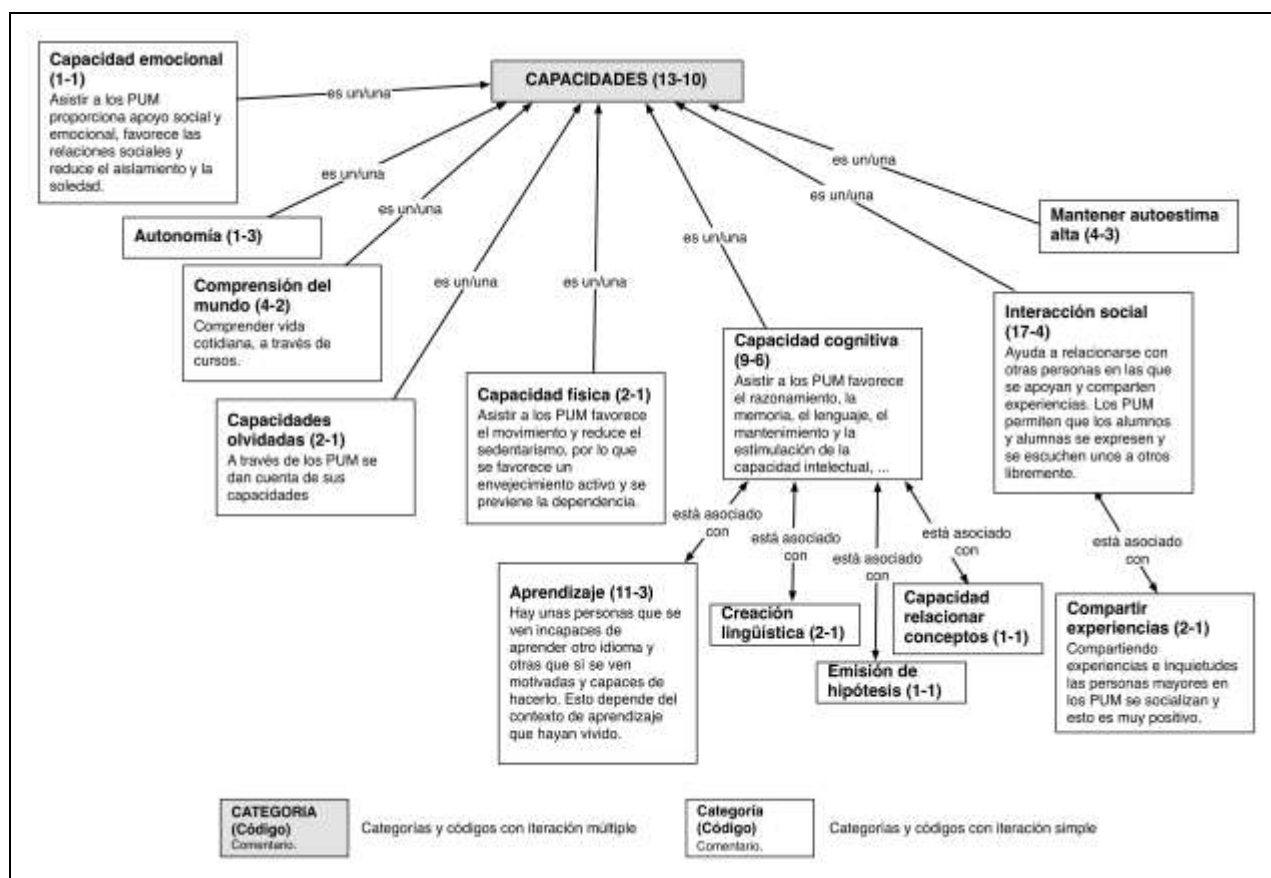 Capacidad emocional
(1-1)
Asistir a los PUM
proporciona apoyo social y
emocional, favorece las
relaciones sociales y
reduce el aislamiento y la
soledad.
es un/una
CAPACIDADES (13-10)
es un/una
Autonomía (1-3)
es un/una
Comprensión del
mundo (4-2)
Comprender vida
cotidiana, a través de
cursos.
es un/una
Capacidades
olvidadas (2-1)
A través de los PUM se
dan cuenta de sus
capacidades
es un/una
Capacidad física (2-1)
Asistir a los PUM favorece
el movimiento y reduce el
sedentarismo, por lo que
se favorece un
envejecimiento activo y se
previene la dependencia.
es un/una
Capacidad cognitiva
(9-6)
Asistir a los PUM favorece
el razonamiento, la
memoria, el lenguaje, el
mantenimiento y la
estimulación de la
capacidad intelectual, ...
es un/una
Interacción social
(17-4)
Ayuda a relacionarse con
otras personas en las que
se apoyan y comparten
experiencias. Los PUM
permiten que los alumnos
y alumnas se expresen y
se escuchen unos a otros
libremente.
es un/una
Mantener autoestima
alta (4-3)
está asociado
con
Aprendizaje (11-3)
Hay unas personas que se
ven incapaces de
aprender otro idioma y
otras que sí se ven
motivadas y capaces de
hacerlo. Esto depende del
contexto de aprendizaje
que hayan vivido.
está asociado
con
Creación
lingüística (2-1)
está asociado
con
Emisión de
hipótesis (1-1)
está asociado
con
Capacidad
relacionar
conceptos (1-1)
está asociado
con
Compartir
experiencias (2-1)
Compartiendo
experiencias e inquietudes
las personas mayores en
los PUM se socializan y
esto es muy positivo.
CATEGORIA
(Código)
Comentario.
Categorías y códigos con iteración múltiple
Categoría
(Código)
Comentario.
Categorías y códigos con iteración simple